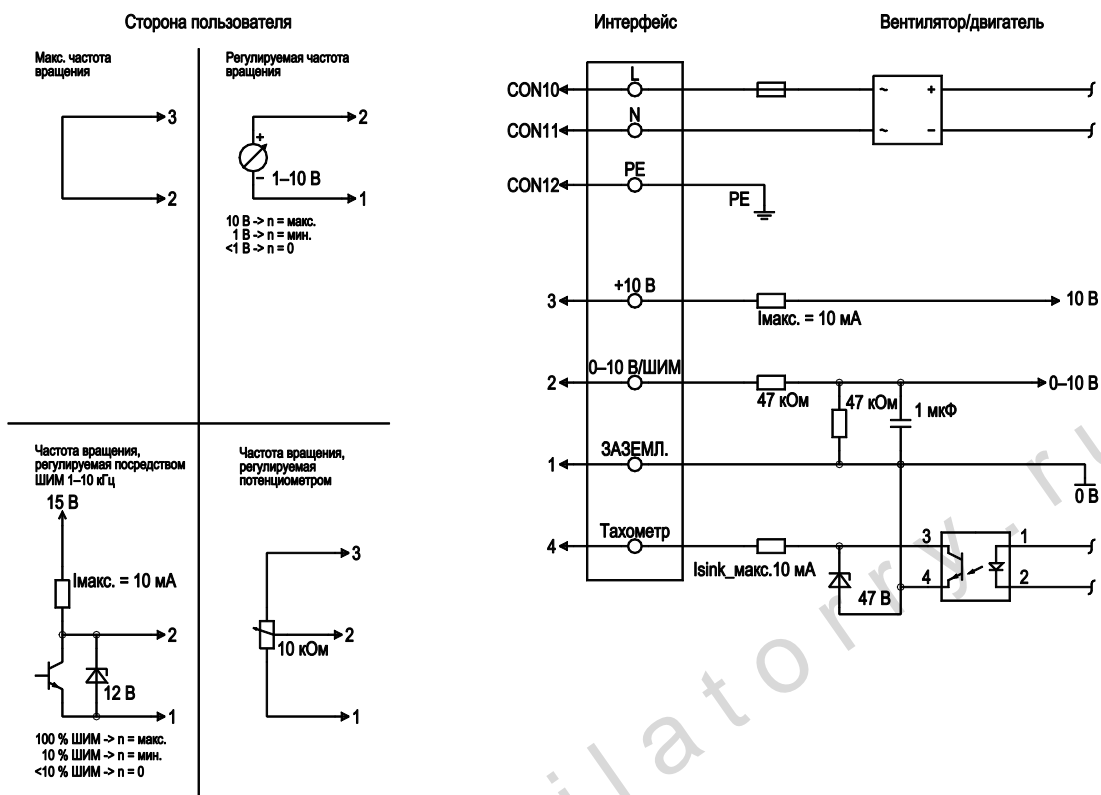 Сторона пользователя
Интерфейс
Вентилятор/двигатель
Макс. частота
вращения
3
2
Регулируемая частота
вращения
2
+
–
1–10 В
1
10 В -> n = макс.
1 В -> n = мин.
<1 В -> n = 0
Частота вращения,
регулируемая посредством
ШИМ 1–10 кГц
15 В
Iмакс. = 10 мА
2
12 В
1
100 % ШИМ -> n = макс.
10 % ШИМ -> n = мин.
<10 % ШИМ -> n = 0
Частота вращения,
регулируемая
потенциометром
3
2
10 кОм
1
CON10
L
~
+
CON11
N
~
–
CON12
PE
PE
3
+10 В
Iмакс. = 10 мА
10 В
2
0–10 В/ШИМ
47 кОм
47 кОм
1 мкФ
0–10 В
1
ЗАЗЕМЛ.
0 В
4
Тахометр
Isink_макс.10 мА
47 В
3
4
1
2
ilatorry.ru